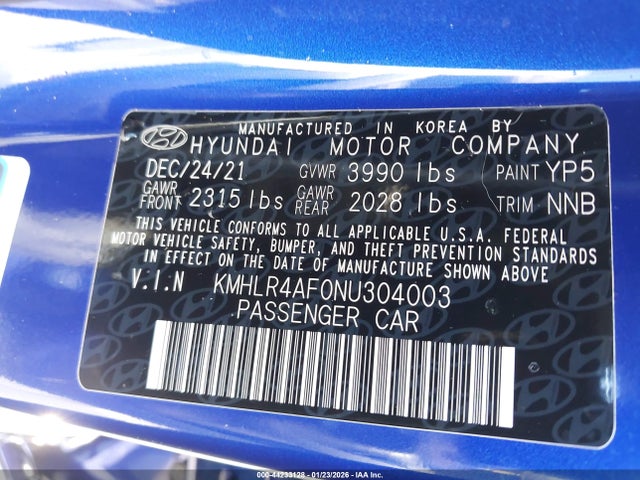 MANUFACTURED IN KOREA BY
HYUNDAI MOTOR COMPANY
DEC/24/21 GVWR 3990 lbs PAINT YP5
GAWR FRONT 2315 lbs GAWR REAR 2028 lbs TRIM NNB
THIS VEHICLE CONFORMS TO ALL APPLICABLE U.S.A. FEDERAL
MOTOR VEHICLE SAFETY, BUMPER, AND THEFT PREVENTION STANDARDS
IN EFFECT ON THE DATE OF MANUFACTURE SHOWN ABOVE.
V.I.N KMHLR4AF0NU304003
PASSENGER CAR
000-44233128 - 01/23/2026 - IAA Inc.